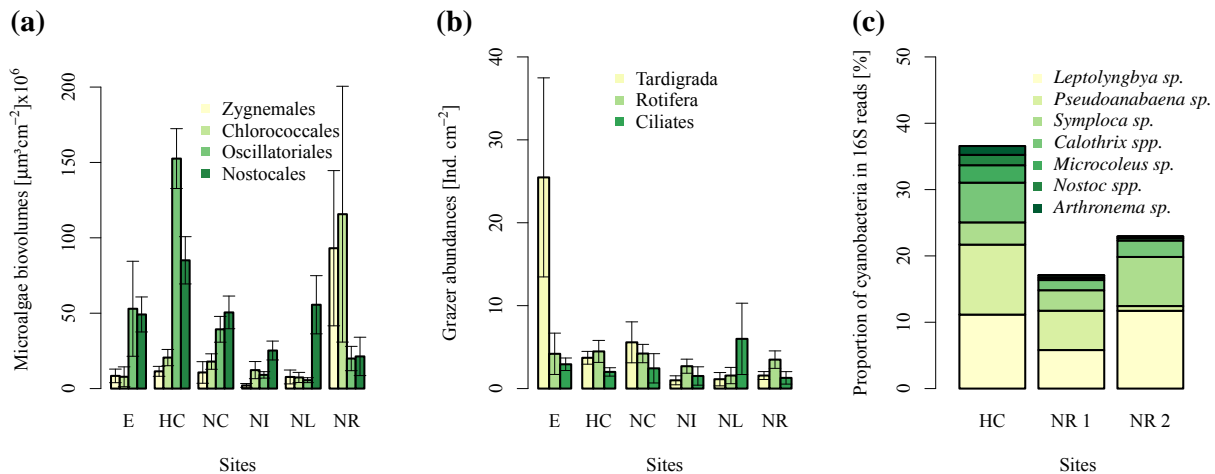 (a)
Microalgae biovolumes [µm³cm⁻²]x10⁶
200
150
100
50
0
Zygnemales
Chlorococcales
Oscillatoriales
Nostocales
E HC NC NI NL NR
Sites
(b)
Grazer abundances [Ind. cm⁻²]
40
30
20
10
0
Tardigrada
Rotifera
Ciliates
E HC NC NI NL NR
Sites
(c)
Proportion of cyanobacteria in 16S reads [%]
50
40
30
20
10
0
Leptolyngbya sp.
Pseudoanabaena sp.
Symploca sp.
Calothrix spp.
Microcoleus sp.
Nostoc spp.
Arthronema sp.
HC NR 1 NR 2
Sites